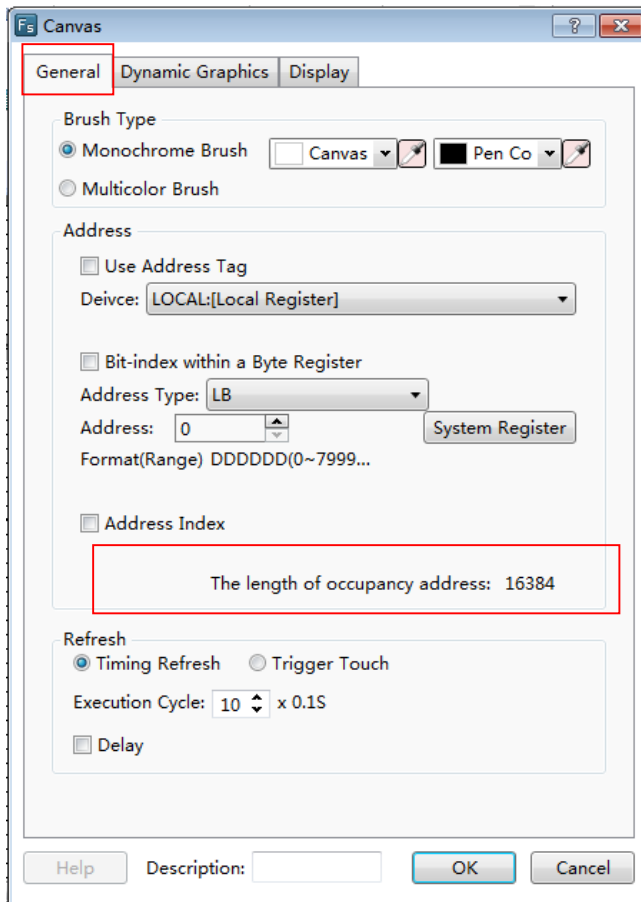 Fs Canvas
General Dynamic Graphics Display
Brush Type
Monochrome Brush Canvas Pen Co
Multicolor Brush
Address
Use Address Tag
Deivce: LOCAL:[Local Register]
Bit-index within a Byte Register
Address Type: LB
Address: 0 System Register
Format(Range) DDDDDD(0~7999...
Address Index
The length of occupancy address: 16384
Refresh
Timing Refresh Trigger Touch
Execution Cycle: 10 x 0.1S
Delay
Help Description: OK Cancel